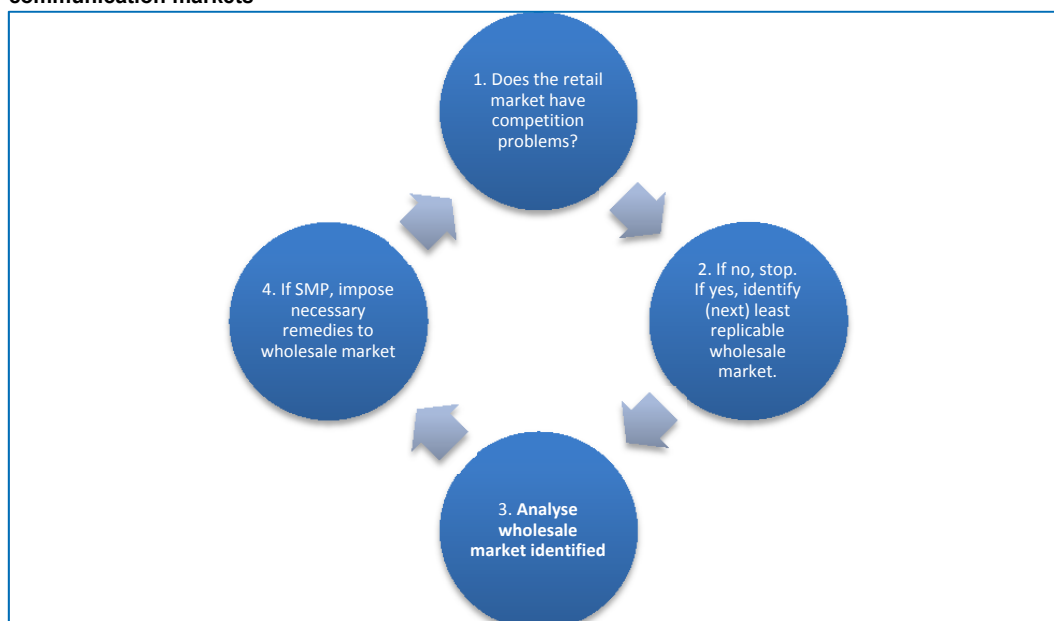 communication markets
1. Does the retail
market have
competition
problems?
2. If no, stop.
If yes, identify
(next) least
replicable
wholesale
market.
3. Analyse
wholesale
market identified
4. If SMP, impose
necessary
remedies to
wholesale market